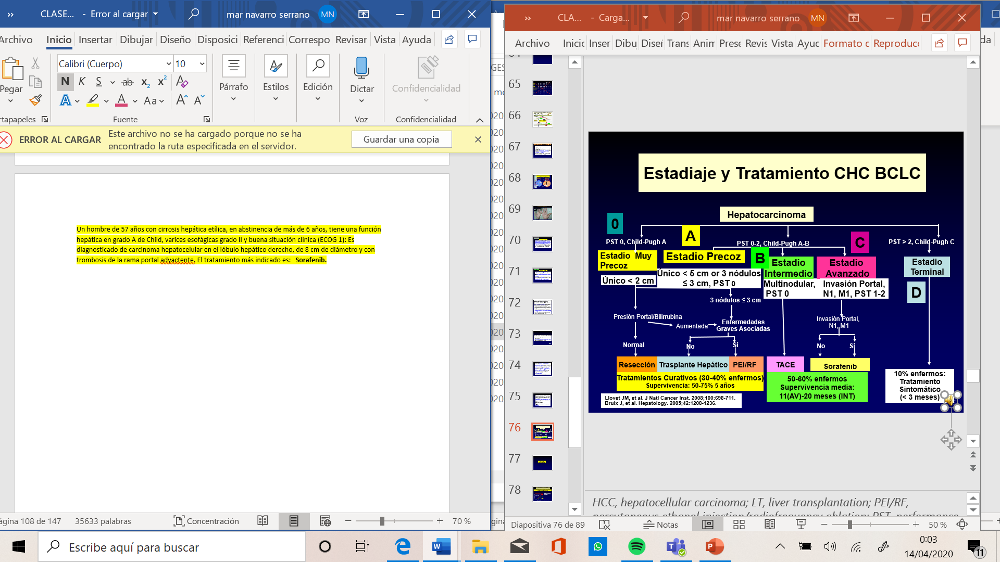 CLASE... - Error al cargar
mar navarro serrano MN
Archivo Inicio Insertar Dibujar Diseño Disposici Referenci Correspo Revisar Vista Ayuda
Calibri (Cuerpo) 10
Pegar
N K S ab x₂ x² A
A A Aa A A
Párrafo
Estilos
Edición
Dictar
Confidencialidad
rtapapeles
Fuente
Voz
Confidencialidad
ERROR AL CARGAR
Este archivo no se ha cargado porque no se ha
encontrado la ruta especificada en el servidor.
Guardar una copia
Un hombre de 57 años con cirrosis hepática etílica, en abstinencia de más de 6 años, tiene una función
hepática en grado A de Child, varices esofágicas grado II y buena situación clínica (ECOG 1): Es
diagnosticado de carcinoma hepatocelular en el lóbulo hepático derecho, de 8 cm de diámetro y con
trombosis de la rama portal adyactente. El tratamiento más indicado es: Sorafenib.
ágina 108 de 147
35633 palabras
Concentración
70 %
CLA... - Carga...
mar navarro serrano MN
Archivo Inicic Inser Dibu Diseí Trans Anim Prese Revis Vista Ayuc Formato c Reproduc
65
66
67
68
69
70
71
72
73
74
75
76
77
78
Estadiaje y Tratamiento CHC BCLC
Hepatocarcinoma
0
A
B
C
D
PST 0, Child-Pugh A
PST 0-2, Child-Pugh A-B
PST > 2, Child-Pugh C
Estadio Muy
Precoz
Estadio Precoz
Estadio
Intermedio
Estadio
Avanzado
Estadio
Terminal
Único < 2 cm
Único < 5 cm or 3 nódulos
≤ 3 cm, PST 0
Multinodular,
PST 0
Invasión Portal,
N1, M1, PST 1-2
3 nódulos ≤ 3 cm
Presión Portal/Bilirrubina
Aumentada
Enfermedades
Graves Asociadas
Invasión Portal,
N1, M1
Normal
No
Sí
No
Sí
Resección
Trasplante Hepático
PEI/RF
TACE
Sorafenib
Tratamientos Curativos (30-40% enfermos)
Supervivencia: 50-75% 5 años
50-60% enfermos
Supervivencia media:
11(AV)-20 meses (INT)
10% enfermos:
Tratamiento
Sintomático
(< 3 meses)
Llovet JM, et al. J Natl Cancer Inst. 2008;100:698-711.
Bruix J, et al. Hepatology. 2005;42:1208-1236.
HCC, hepatocellular carcinoma; LT, liver transplantation; PEI/RF,
percutaneous ethanol injection/radiofrequency ablation; PST, performance
Diapositiva 76 de 89
Notas
50 %
Escribe aquí para buscar
0:03
14/04/2020
11